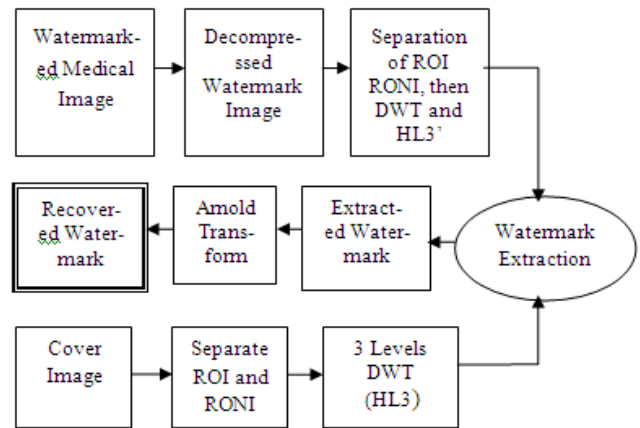 Watermark-
ed Medical
Image
Decompre-
ssed
Watermark
Image
Separation
of ROI
RONI, then
DWT and
HL3’
Recover-
ed Water-
mark
Arnold
Trans-
form
Extract-
ed Water-
mark
Watermark
Extraction
Cover
Image
Separate
ROI and
RONI
3 Levels
DWT
(HL3)